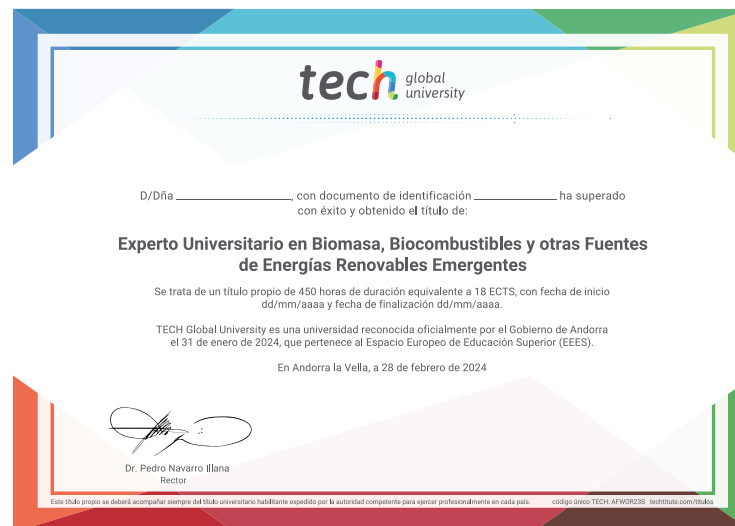 tech global
university
D/Dña ________________, con documento de identificación ____________ ha superado
con éxito y obtenido el título de:
Experto Universitario en Biomasa, Biocombustibles y otras Fuentes
de Energías Renovables Emergentes
Se trata de un título propio de 450 horas de duración equivalente a 18 ECTS, con fecha de inicio
dd/mm/aaaa y fecha de finalización dd/mm/aaaa.
TECH Global University es una universidad reconocida oficialmente por el Gobierno de Andorra
el 31 de enero de 2024, que pertenece al Espacio Europeo de Educación Superior (EEES).
En Andorra la Vella, a 28 de febrero de 2024
Dr. Pedro Navarro Illana
Rector
Este título propio se deberá acompañar siempre del título universitario habilitante expedido por la autoridad competente para ejercer profesionalmente en cada país. código único TECH: AFWOR23S techtitute.com/titulos